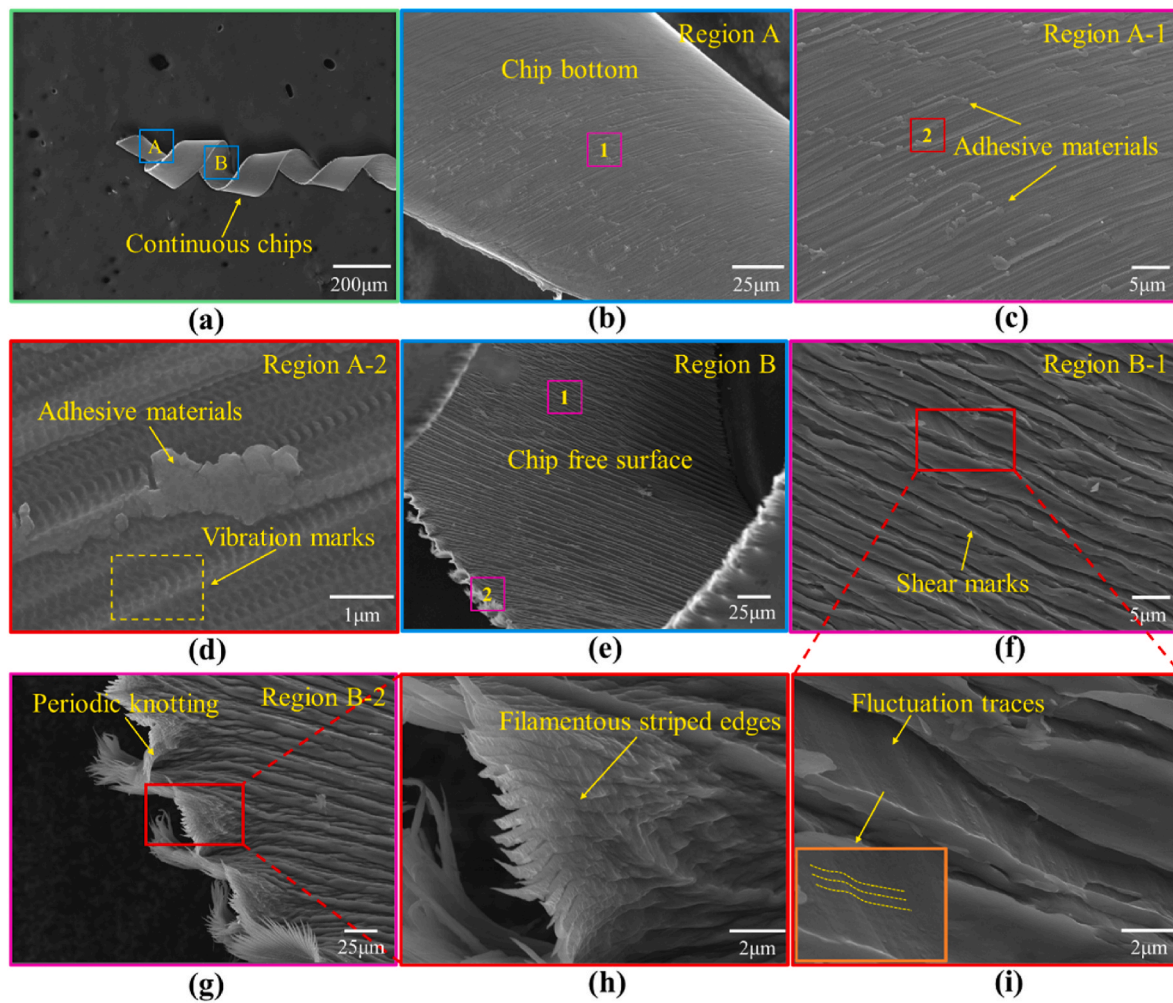 A
B
Continuous chips
200μm
(a)
Region A
Chip bottom
1
25μm
(b)
Region A-1
2
Adhesive materials
5μm
(c)
Region A-2
Adhesive materials
Vibration marks
1μm
(d)
Region B
1
Chip free surface
2
25μm
(e)
Region B-1
Shear marks
5μm
(f)
Periodic knotting
Region B-2
25μm
(g)
Filamentous striped edges
2μm
(h)
Fluctuation traces
2μm
(i)